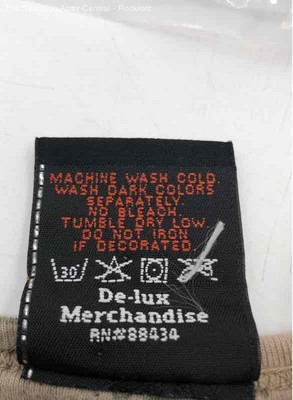 MACHINE WASH COLD.
WASH DARK COLORS
SEPARATELY.
NO BLEACH.
TUMBLE DRY LOW.
DO NOT IRON
IF DECORATED.
30
De-lux
Merchandise
RN#88434